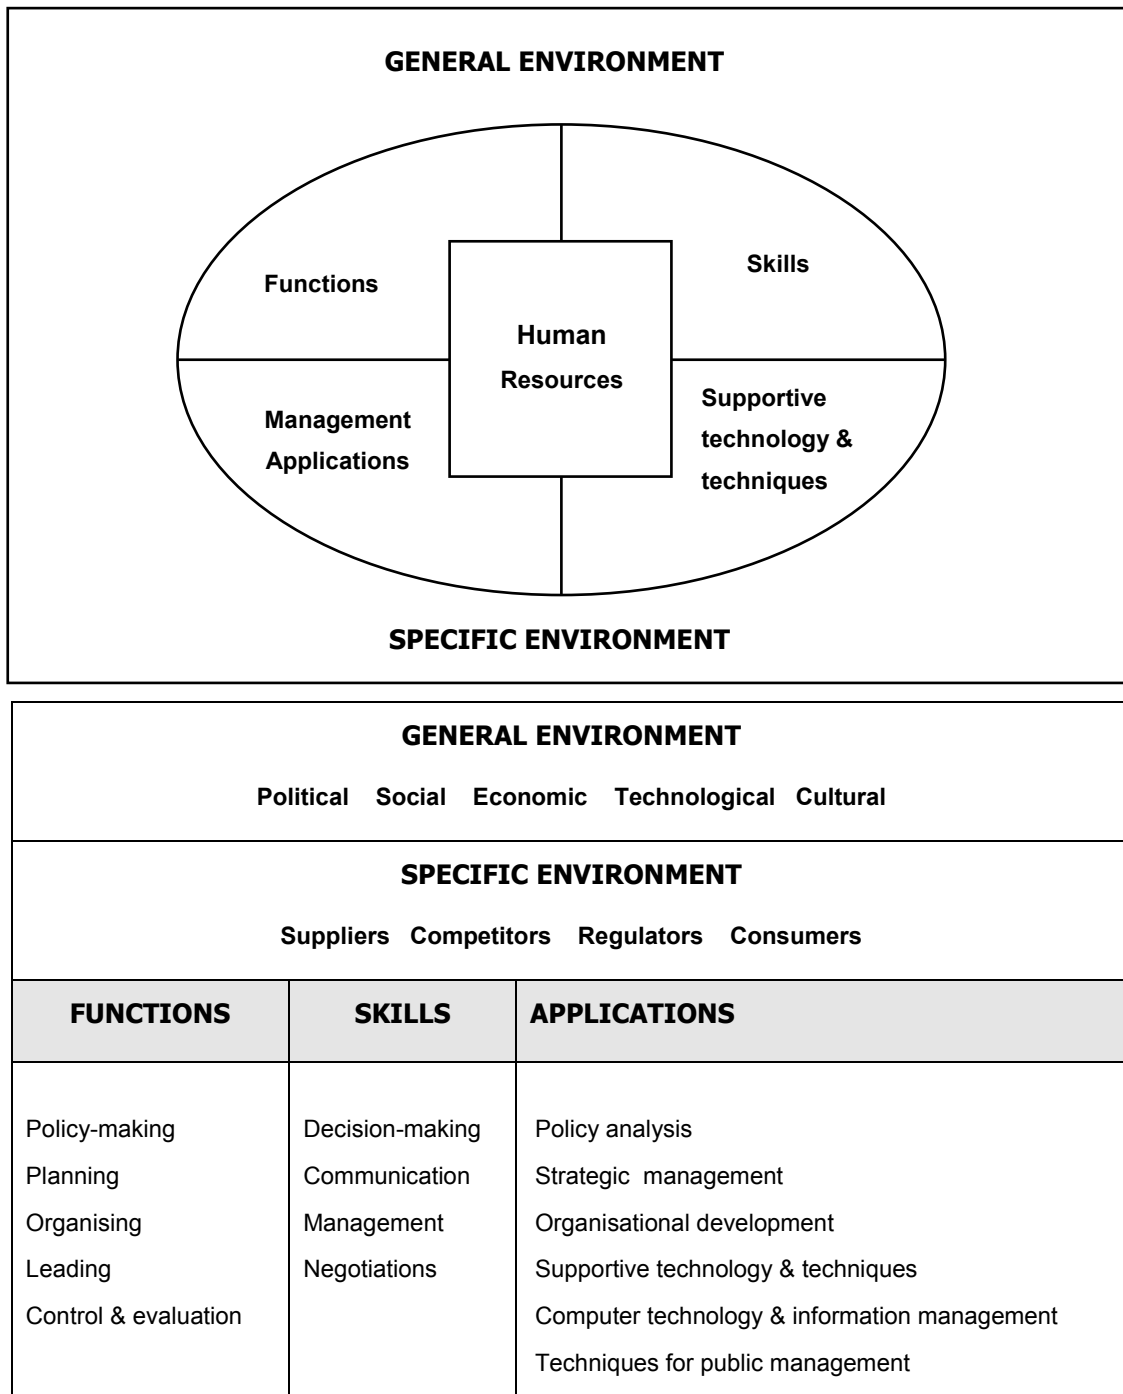 GENERAL ENVIRONMENT
Functions
Skills
Human
Resources
Management
Applications
Supportive
technology &
techniques
SPECIFIC ENVIRONMENT
GENERAL ENVIRONMENT
Political Social Economic Technological Cultural
SPECIFIC ENVIRONMENT
Suppliers Competitors Regulators Consumers
FUNCTIONS SKILLS APPLICATIONS
Policy-making Decision-making Policy analysis
Planning Communication Strategic management
Organising Management Organisational development
Leading Negotiations Supportive technology & techniques
Control & evaluation Computer technology & information management
Techniques for public management